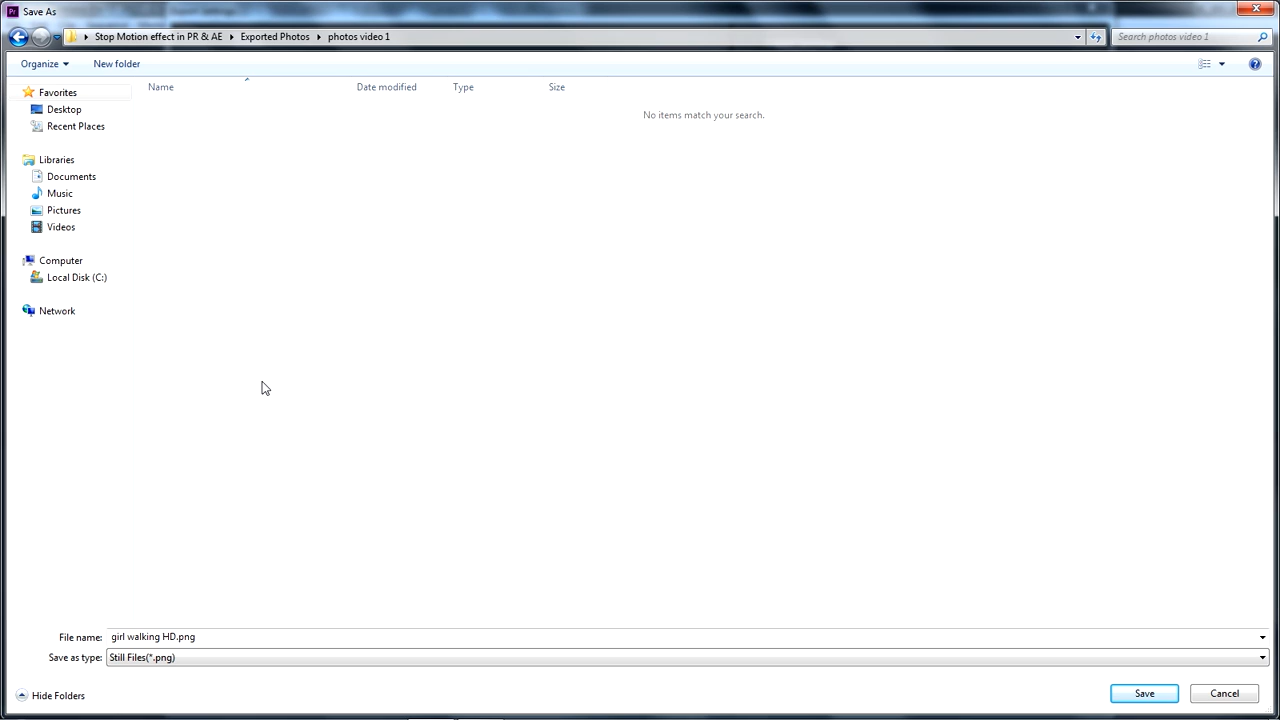 Pr Save As
Stop Motion effect in PR & AE Exported Photos photos video 1 Search photos video 1
Organize New folder
Name Date modified Type Size
No items match your search.
Favorites
Desktop
Recent Places
Libraries
Documents
Music
Pictures
Videos
Computer
Local Disk (C:)
Network
File name: girl walking HD.png
Save as type: Still Files(*.png)
Hide Folders Save Cancel